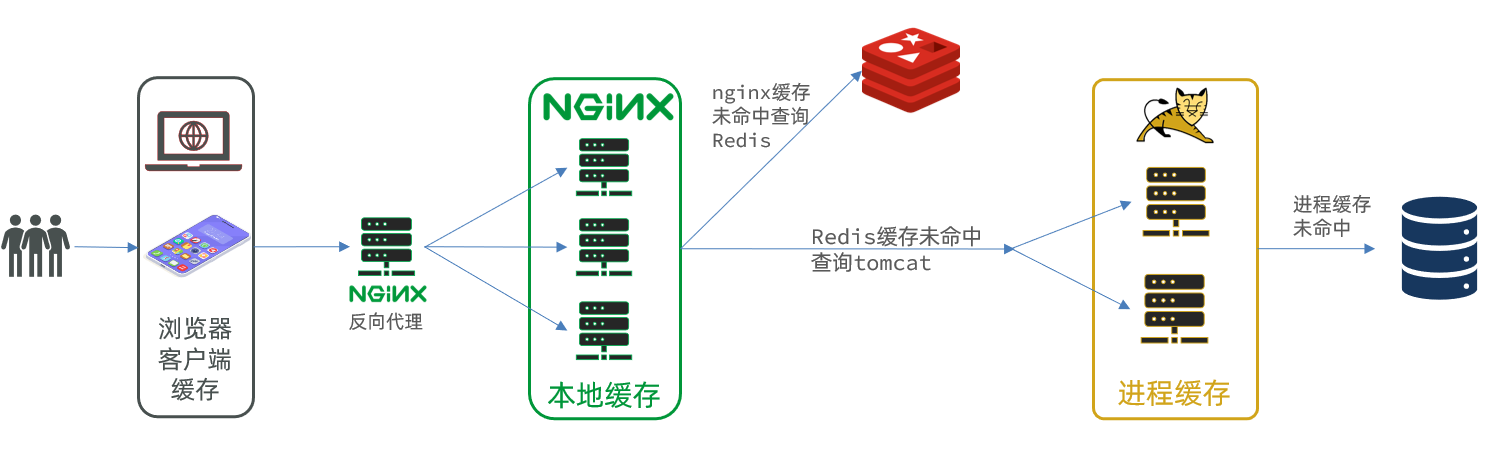 浏览器
客户端
缓存
NGINX
反向代理
NGINX
本地缓存
nginx缓存
未命中查询
Redis
Redis缓存未命中
查询tomcat
进程缓存
进程缓存
未命中